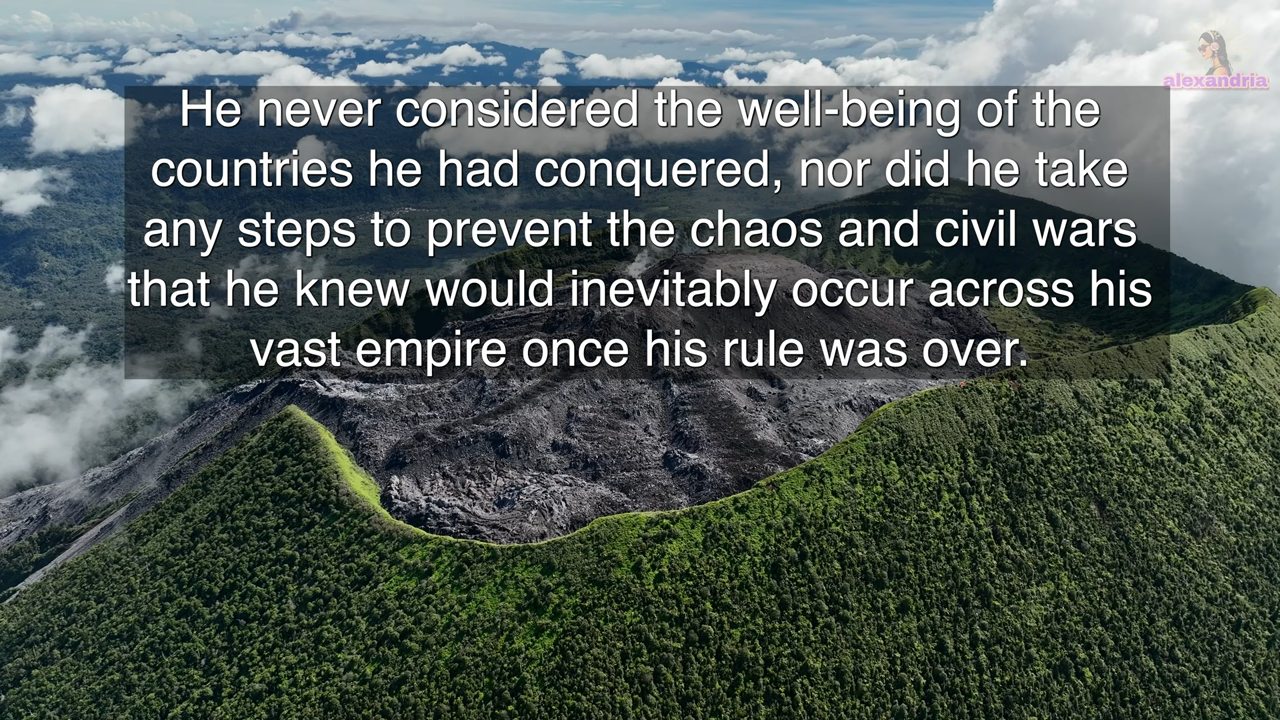 alexandria
He never considered the well-being of the
countries he had conquered, nor did he take
any steps to prevent the chaos and civil wars
that he knew would inevitably occur across his
vast empire once his rule was over.